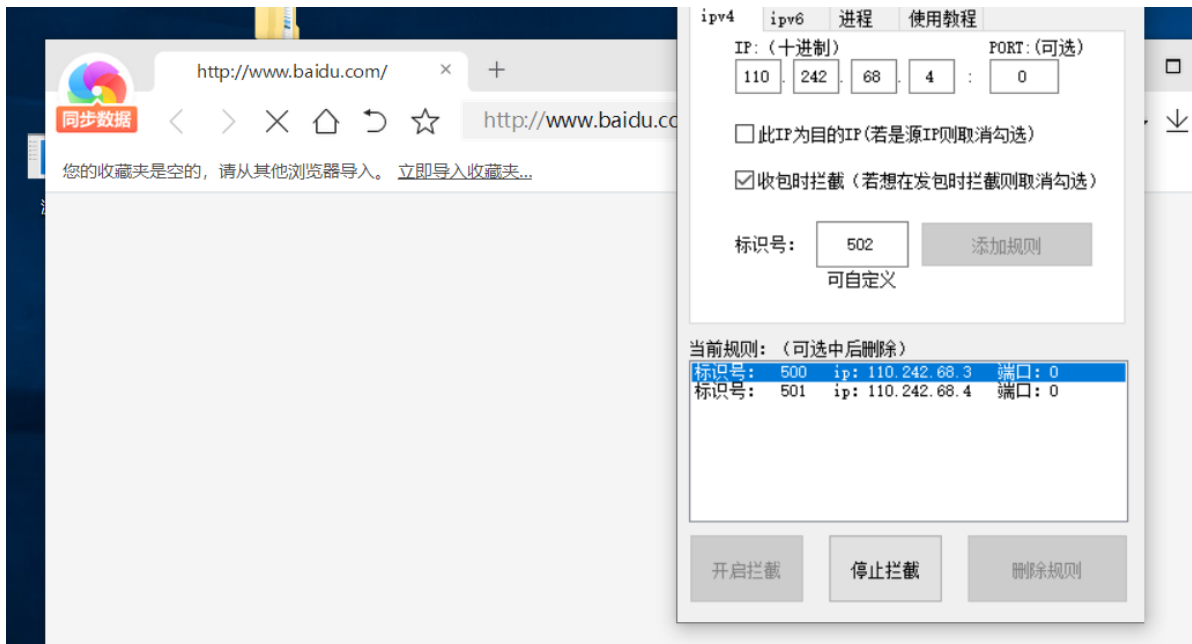 http://www.baidu.com/
同步数据
http://www.baidu.co
您的收藏夹是空的，请从其他浏览器导入。 立即导入收藏夹...
ipv4 ipv6 进程 使用教程
IP:（十进制） PORT:(可选)
110 . 242 . 68 . 4 : 0
此IP为目的IP(若是源IP则取消勾选)
收包时拦截（若想在发包时拦截则取消勾选）
标识号: 502 添加规则
可自定义
当前规则: （可选中后删除）
标识号: 500 ip: 110.242.68.3 端口: 0
标识号: 501 ip: 110.242.68.4 端口: 0
开启拦截 停止拦截 删除规则